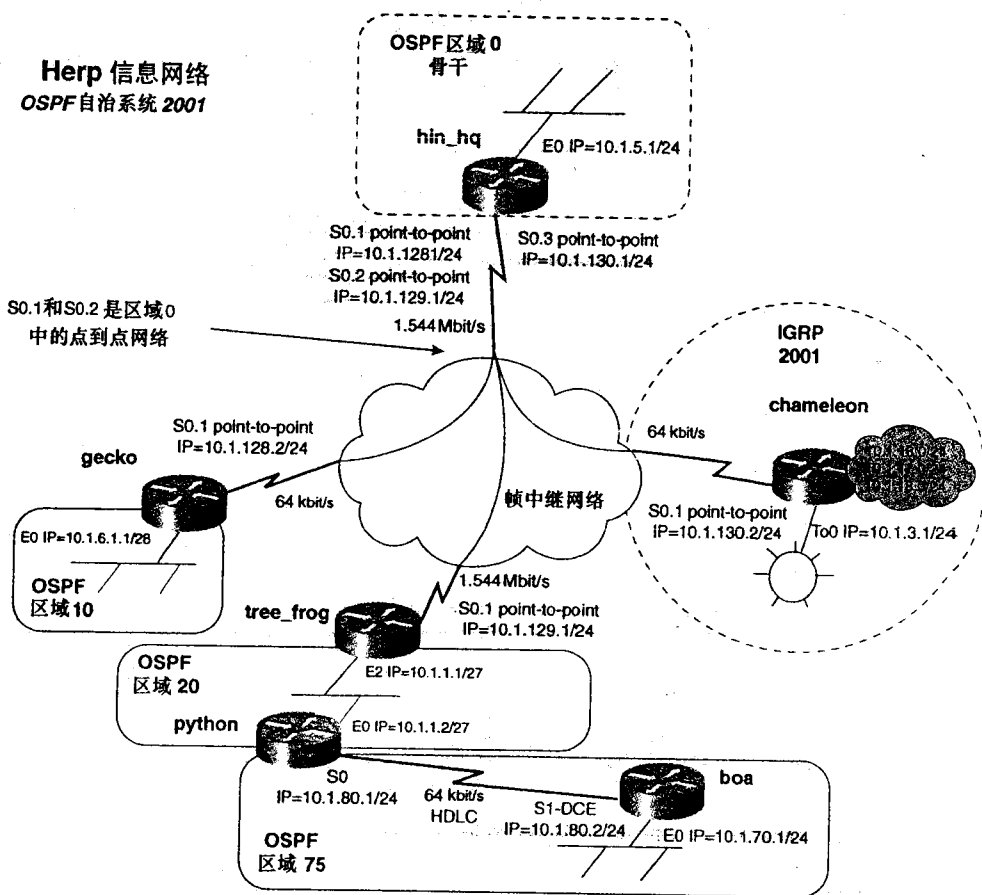 OSPF区域0
骨干
Herp 信息网络
OSPF自治系统 2001
hin_hq
E0 IP=10.1.5.1/24
S0.1 point-to-point
IP=10.1.1281/24
S0.2 point-to-point
IP=10.1.129.1/24
1.544Mbit/s
S0.3 point-to-point
IP=10.1.130.1/24
S0.1和S0.2是区域0
中的点到点网络
IGRP
2001
chameleon
64 kbit/s
S0.1 point-to-point
IP=10.1.130.2/24
To0 IP=10.1.3.1/24
S0.1 point-to-point
IP=10.1.128.2/24
gecko
64 kbit/s
帧中继网络
E0 IP=10.1.6.1.1/28
OSPF
区域10
1.544Mbit/s
tree_frog
S0.1 point-to-point
IP=10.1.129.1/24
OSPF
区域 20
E2 IP=10.1.1.1/27
python
E0 IP=10.1.1.2/27
S0
IP=10.1.80.1/24
64 kbit/s
HDLC
S1-DCE
IP=10.1.80.2/24
boa
E0 IP=10.1.70.1/24
OSPF
区域 75